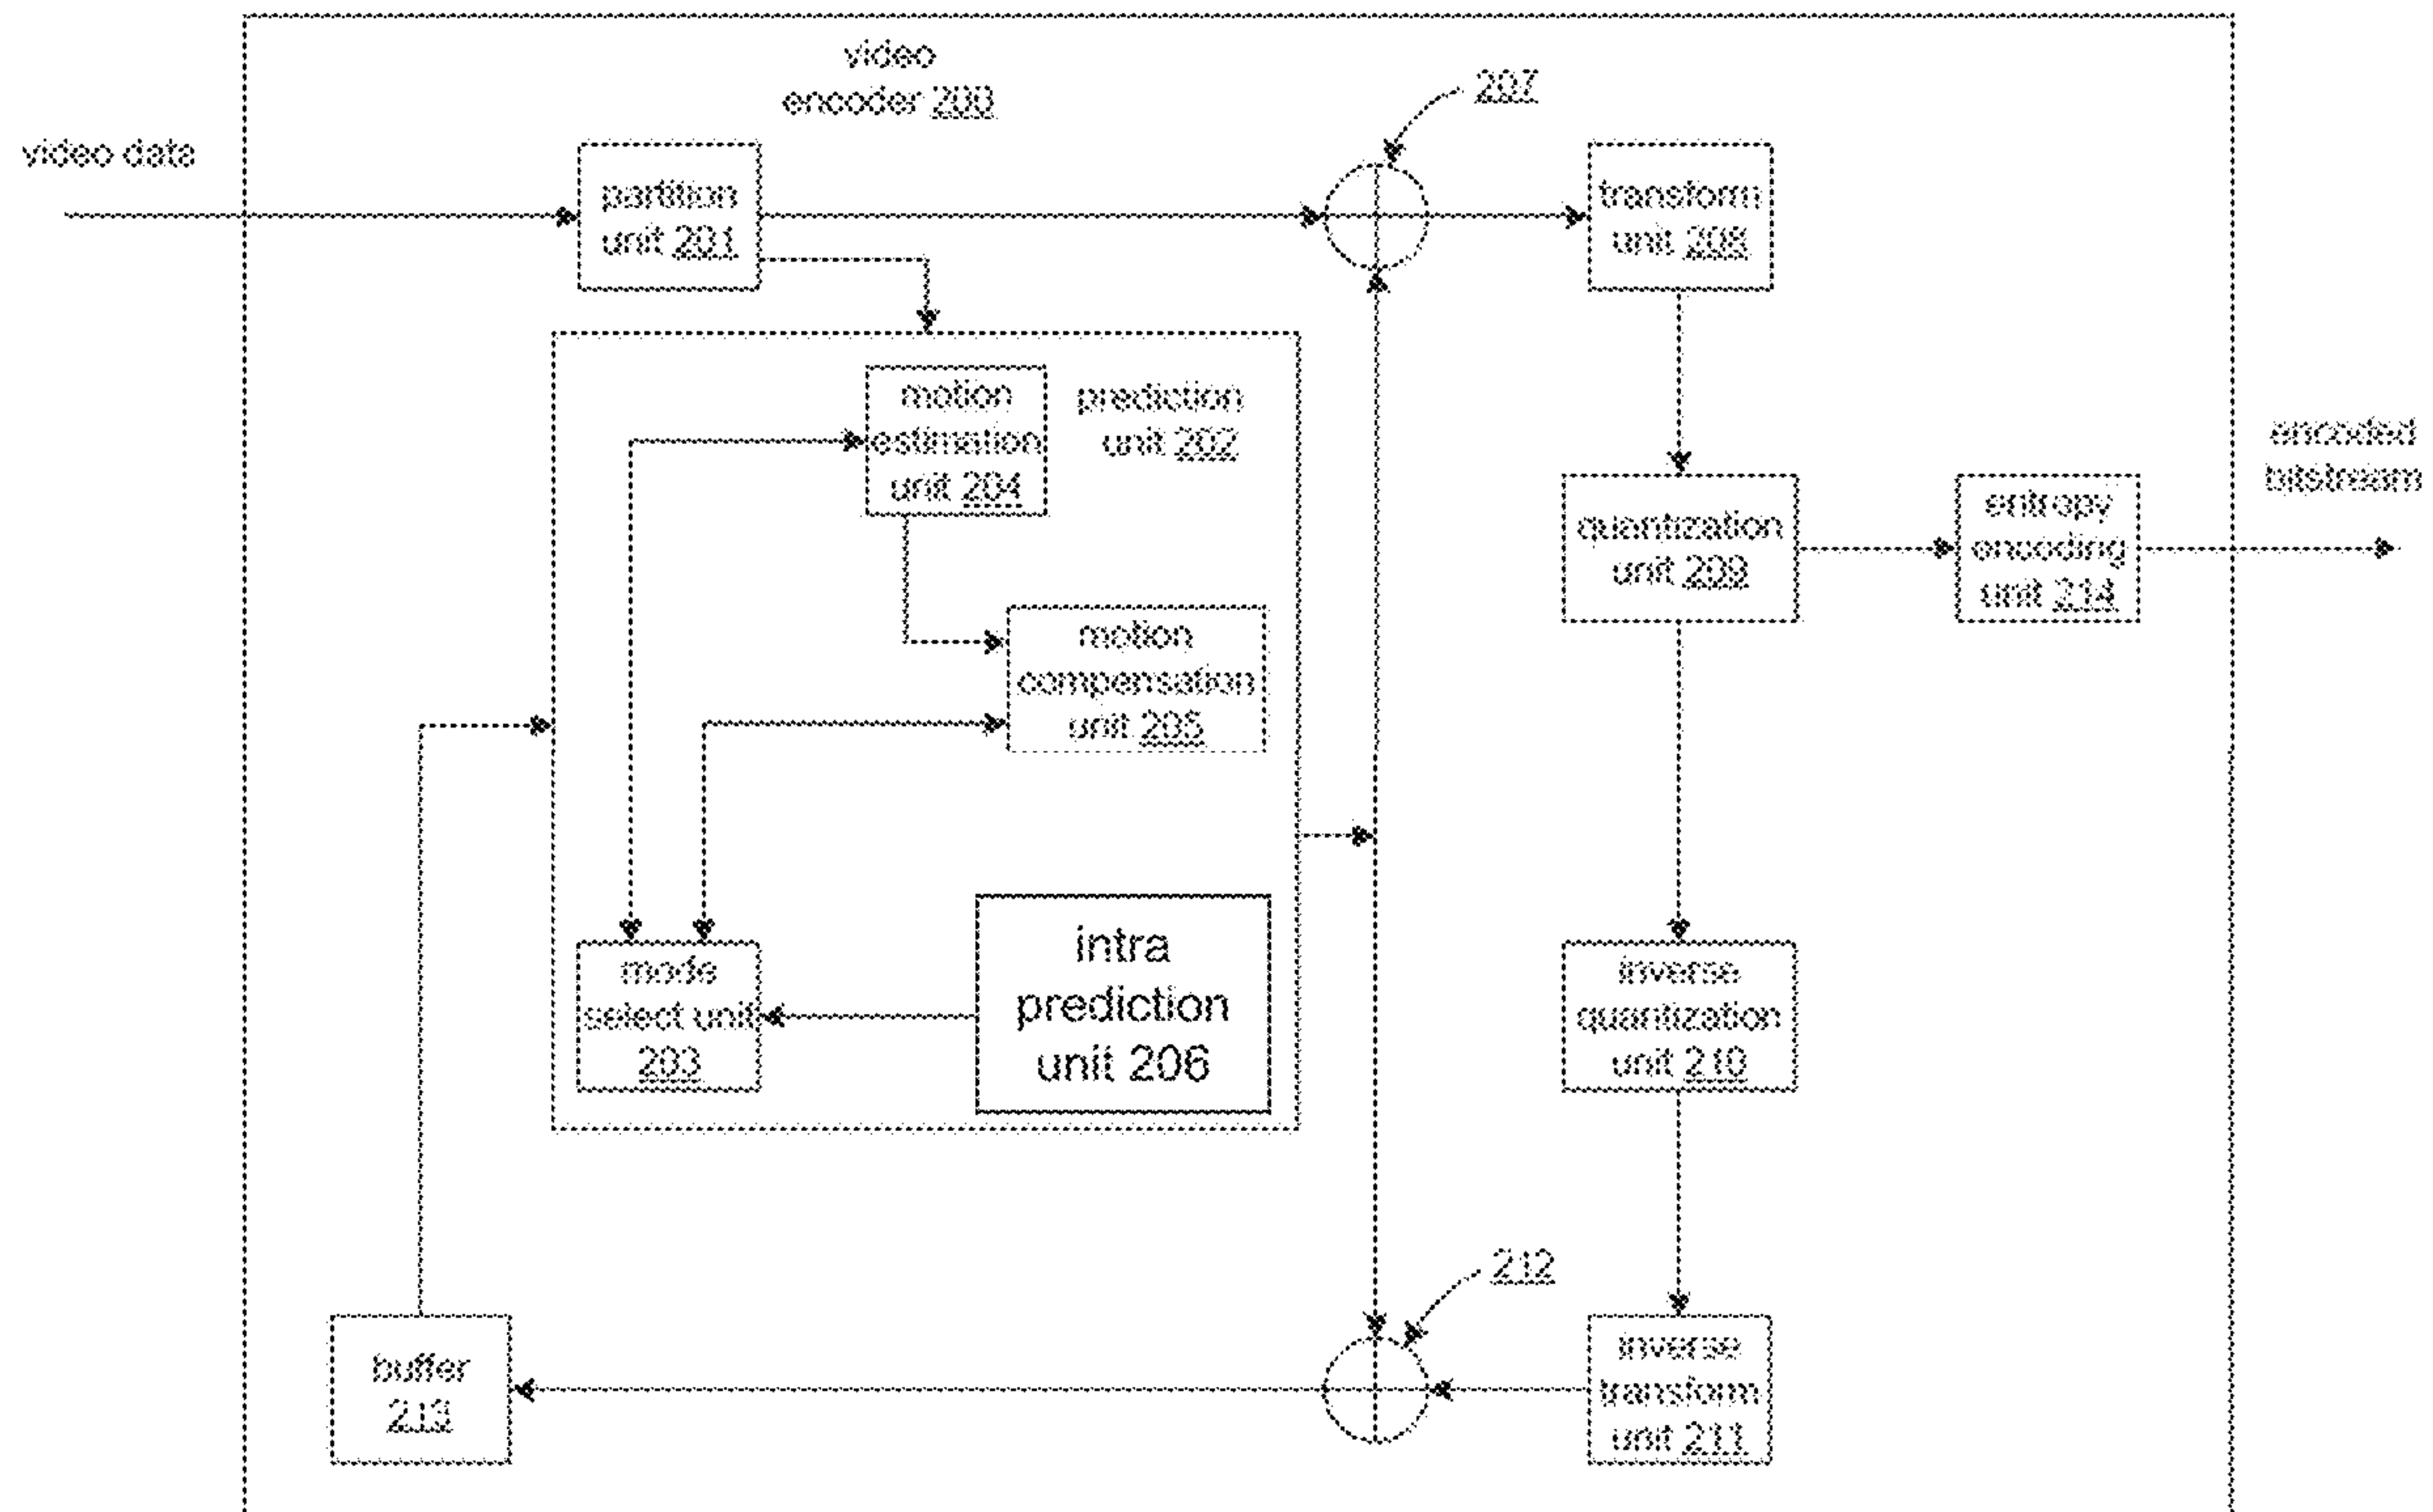 video
encoder 200
207
video data
partition
unit 201
transform
unit 208
motion
estimation
unit 204
prediction
unit 202
encoded
bitstream
quantization
unit 209
entropy
encoding
unit 214
motion
compensation
unit 205
mode
select unit
203
intra
prediction
unit 206
inverse
quantization
unit 210
212
buffer
213
inverse
transform
unit 211